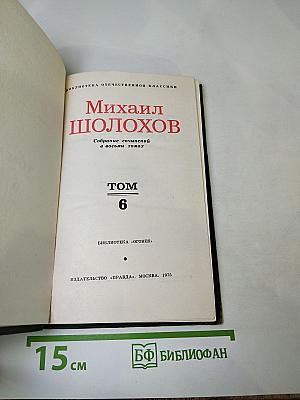 БИБЛИОТЕКА ОТЕЧЕСТВЕННОЙ КЛАССИКИ
Михаил
ШОЛОХОВ
Собрание сочинений
в восьми томах
ТОМ
6
БИБЛИОТЕКА «ОГОНЕК»
ИЗДАТЕЛЬСТВО «ПРАВДА». МОСКВА. 1975
15 см
БФ БИБЛИОФАН